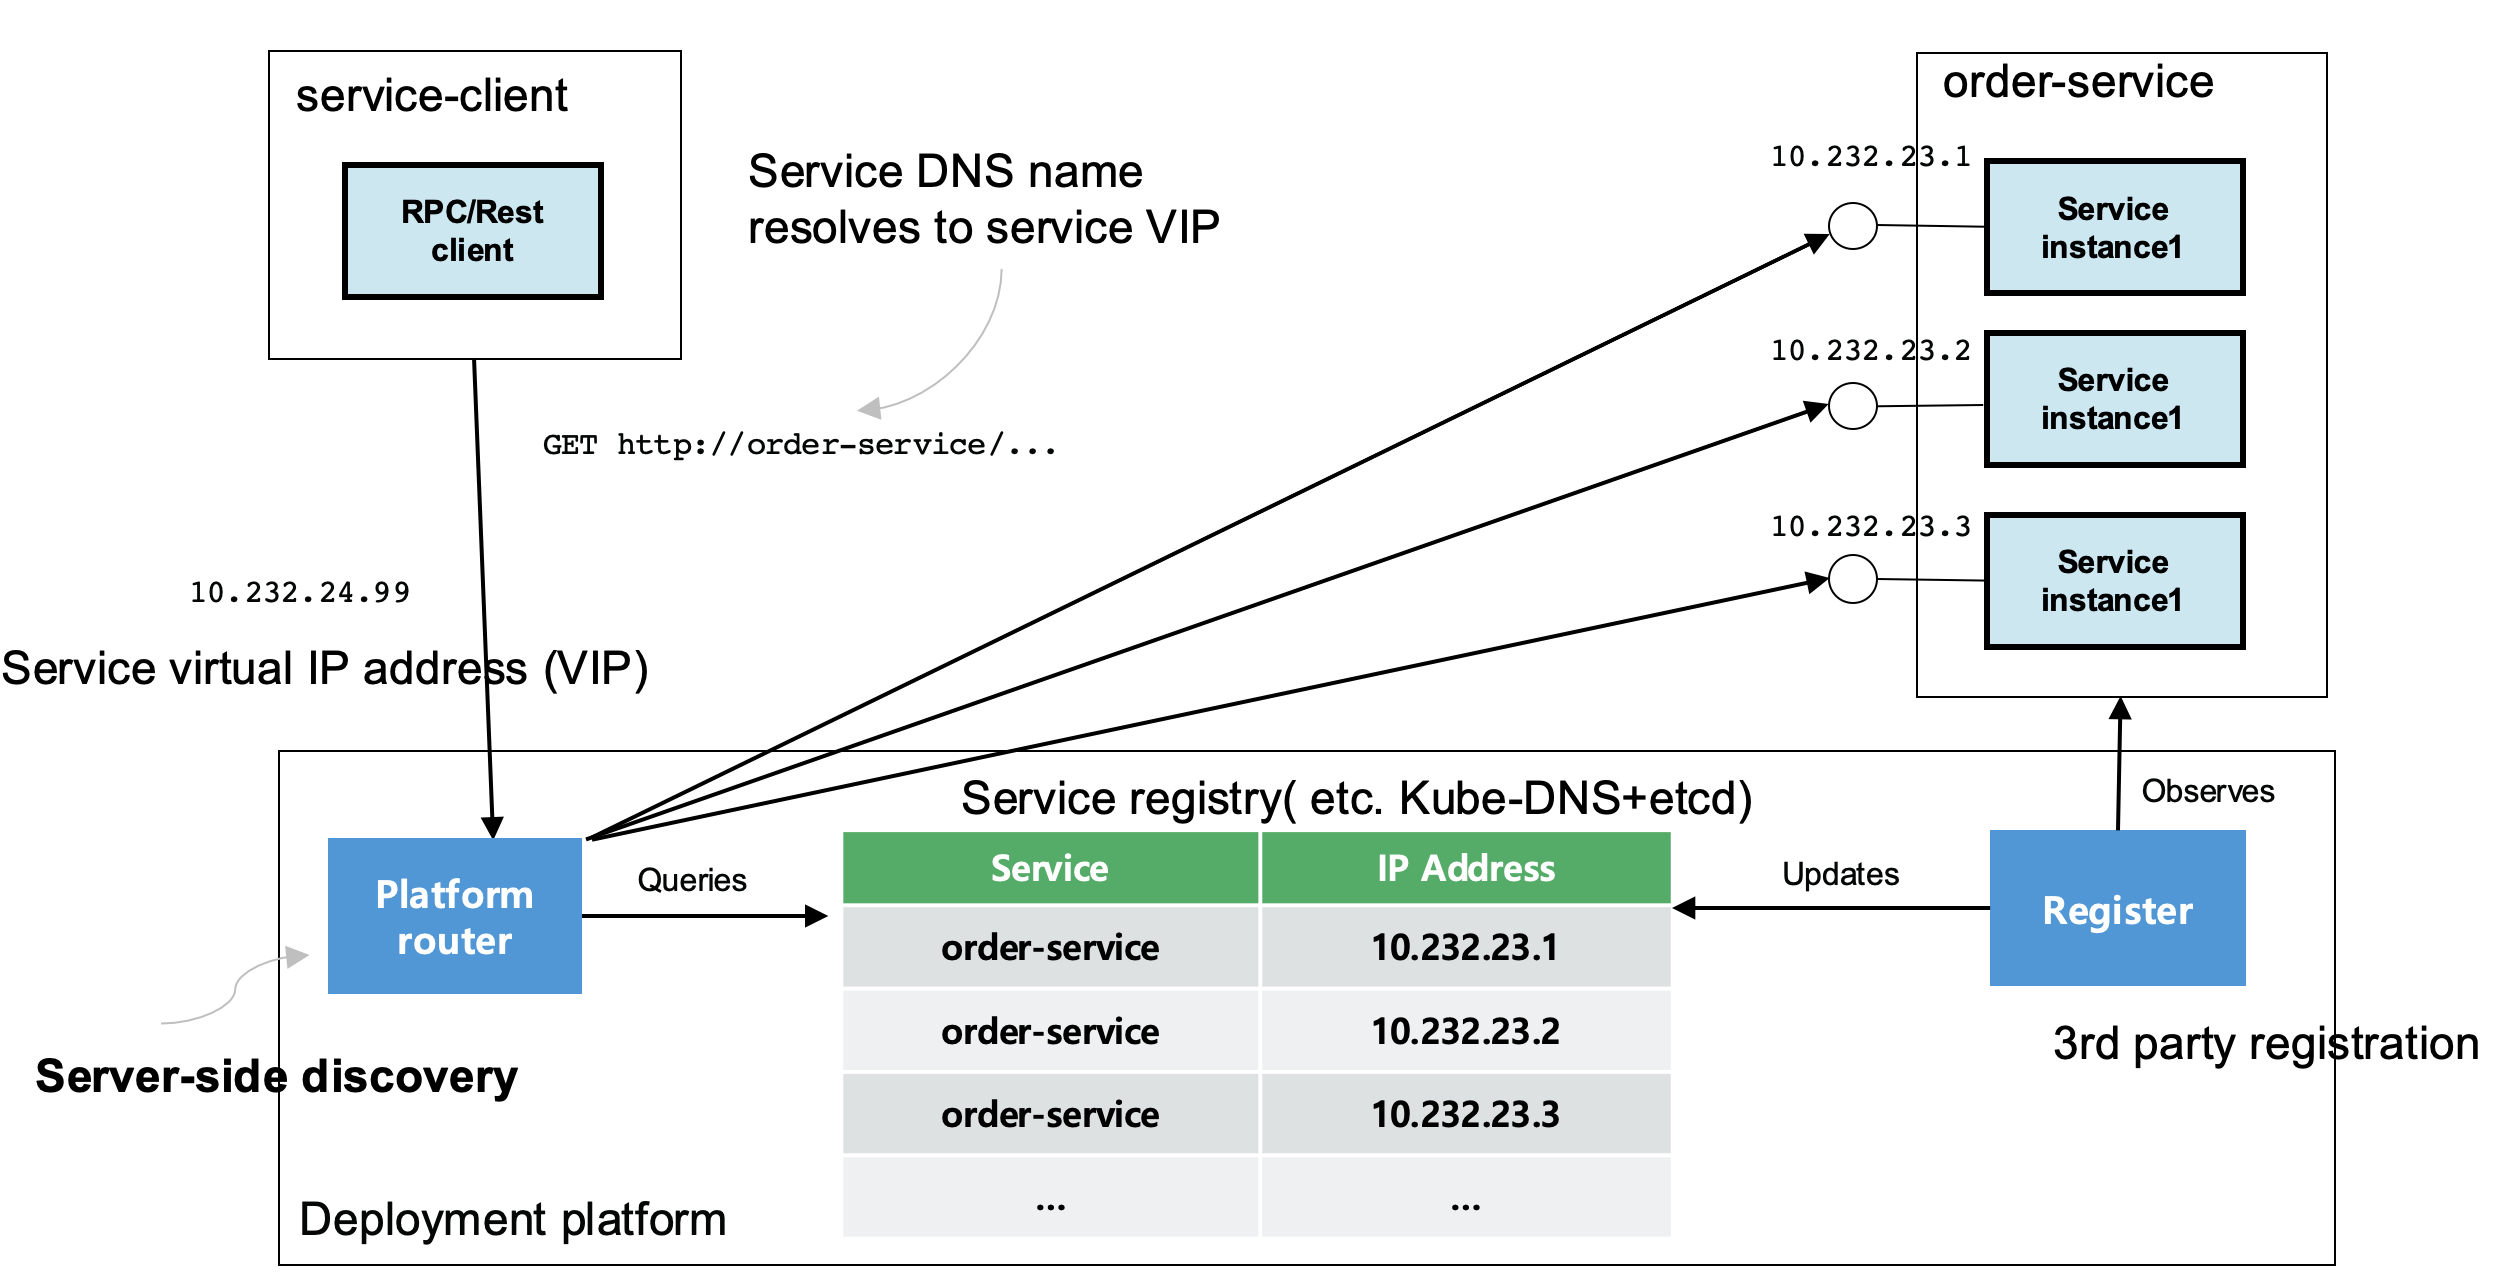 service-client
RPC/Rest
client
Service DNS name
resolves to service VIP
GET http://order-service/...
order-service
10.232.23.1
Service
instance1
10.232.23.2
Service
instance1
10.232.23.3
Service
instance1
10.232.24.99
Service virtual IP address (VIP)
Service registry( etc. Kube-DNS+etcd)
Observes
Platform
router
Queries
Service IP Address
order-service 10.232.23.1
order-service 10.232.23.2
order-service 10.232.23.3
... ...
Updates
Register
3rd party registration
Server-side discovery
Deployment platform